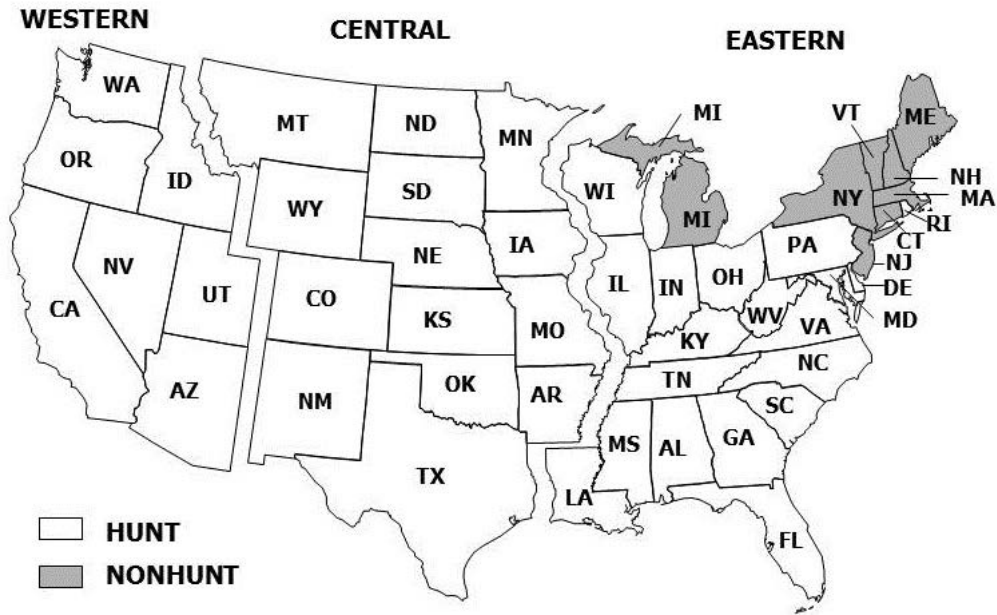 WESTERN
CENTRAL
EASTERN
WA
MT
ND
MN
MI
VT
ME
OR
ID
SD
WI
NH
MA
WY
MI
NY
RI
CT
NV
NE
IA
PA
NJ
UT
CO
IL
IN
OH
DE
CA
KS
MO
WV
VA
MD
KY
AZ
NM
OK
AR
TN
NC
SC
MS
AL
GA
TX
LA
FL
HUNT
NONHUNT